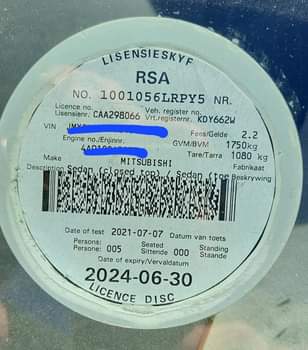 LISENSIESKYF
RSA
NO. 1001056LRPY5 NR.
Licence no. Veh. register no.
Lisensienr. CAA298066 Vrt.registernr. KDY662W
VIN Fees/Gelde 2.2
Engine no./Enjinnr. GVM/BVM 1750kg
Tare/Tarra 1080 kg
Make MITSUBISHI Fabrikaat
Description Sedan (closed top) / Sedan (toe Beskrywing
Date of test 2021-07-07 Datum van toets
Persons: Seated Standing
Persone: 005 Sittende 000 Staande
Date of expiry/Vervaldatum
2024-06-30
LICENCE DISC